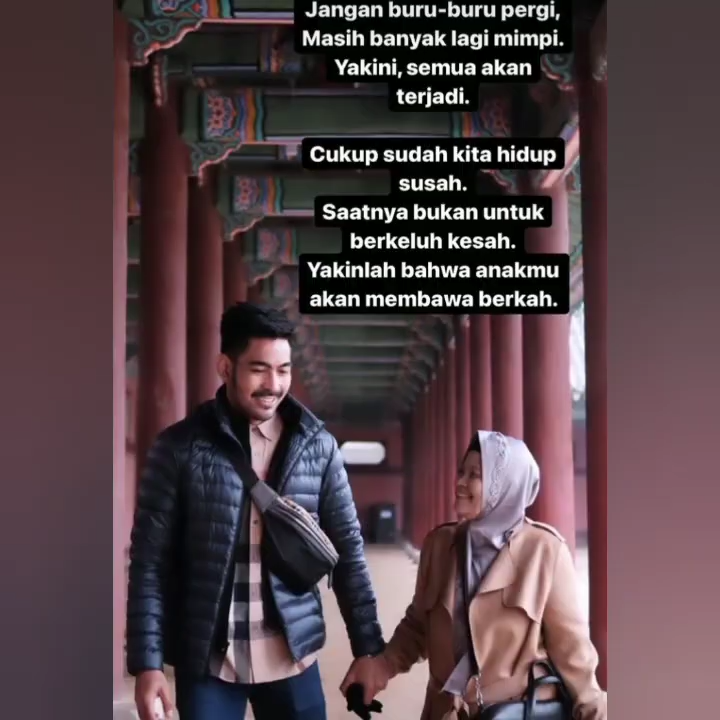 Jangan buru-buru pergi,
Masih banyak lagi mimpi.
Yakini, semua akan
terjadi.
Cukup sudah kita hidup
susah.
Saatnya bukan untuk
berkeluh kesah.
Yakinlah bahwa anakmu
akan membawa berkah.